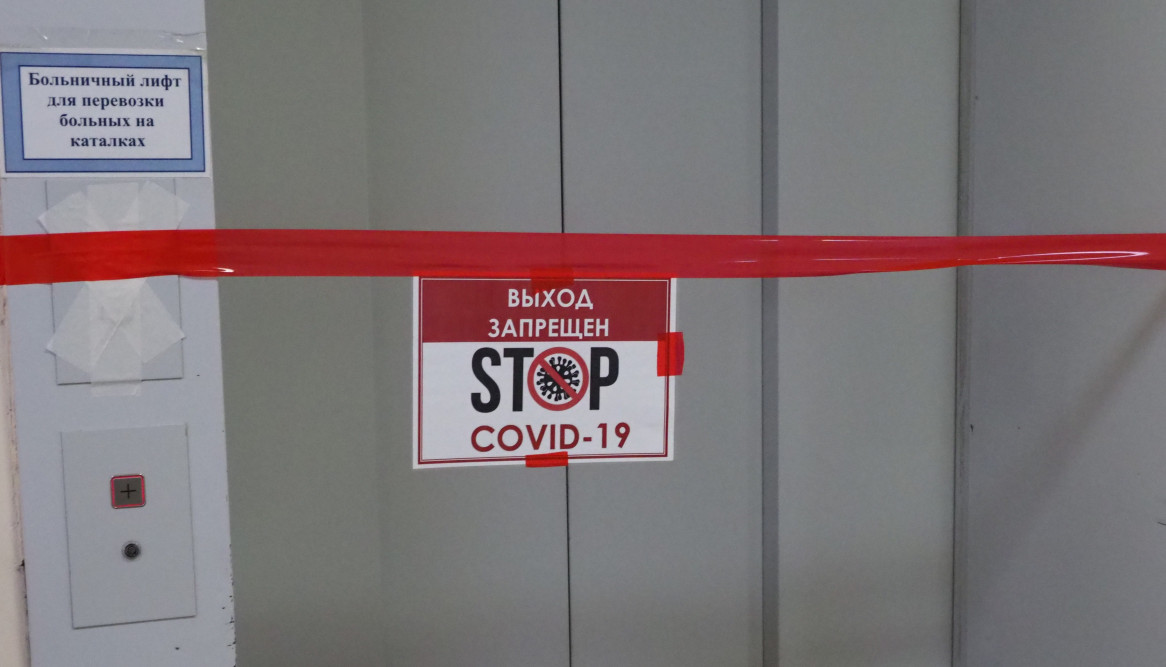 Больничный лифт
для перевозки
больных на
каталках
ВЫХОД
ЗАПРЕЩЕН
STOP
COVID-19